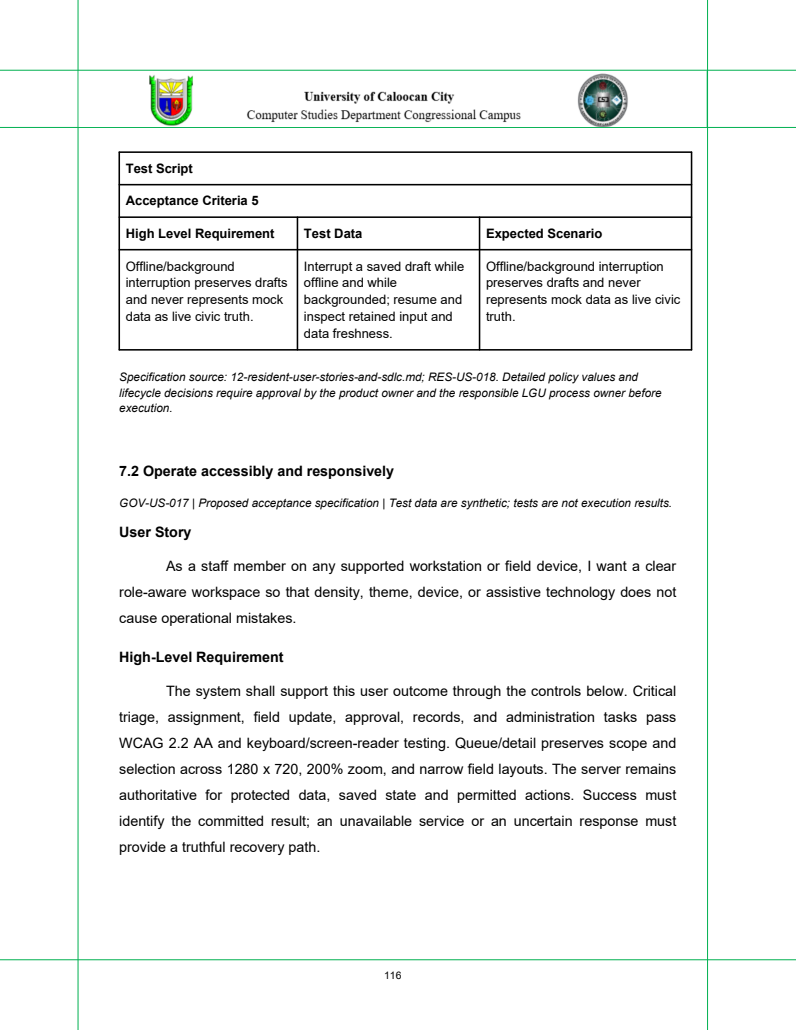 University of Caloocan City
Computer Studies Department Congressional Campus
Test Script
Acceptance Criteria 5
High Level Requirement
Test Data
Expected Scenario
Offline/background
interruption preserves drafts
and never represents mock
data as live civic truth.
Interrupt a saved draft while
offline and while
backgrounded; resume and
inspect retained input and
data freshness.
Offline/background interruption
preserves drafts and never
represents mock data as live civic
truth.
Specification source: 12-resident-user-stories-and-sdlc.md; RES-US-018. Detailed policy values and
lifecycle decisions require approval by the product owner and the responsible LGU process owner before
execution.
7.2 Operate accessibly and responsively
GOV-US-017 | Proposed acceptance specification | Test data are synthetic; tests are not execution results.
User Story
As a staff member on any supported workstation or field device, I want a clear
role-aware workspace so that density, theme, device, or assistive technology does not
cause operational mistakes.
High-Level Requirement
The system shall support this user outcome through the controls below. Critical
triage, assignment, field update, approval, records, and administration tasks pass
WCAG 2.2 AA and keyboard/screen-reader testing. Queue/detail preserves scope and
selection across 1280 x 720, 200% zoom, and narrow field layouts. The server remains
authoritative for protected data, saved state and permitted actions. Success must
identify the committed result; an unavailable service or an uncertain response must
provide a truthful recovery path.
116